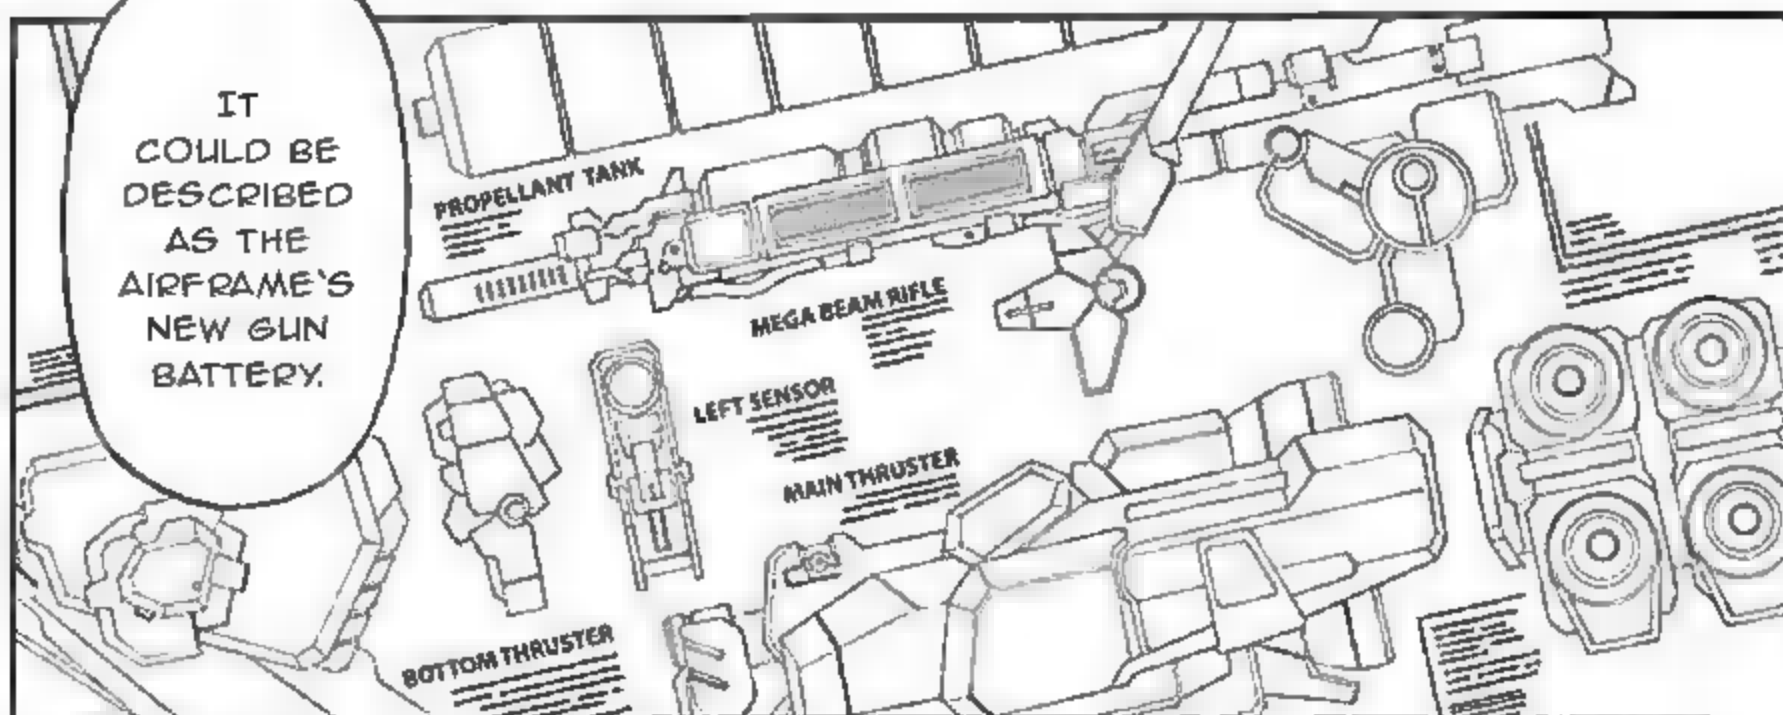 IT
COULD BE
DESCRIBED
AS THE
AIRFRAME'S
NEW GUN
BATTERY.
PROPELLANT TANK
MEGA BEAM RIFLE
LEFT SENSOR
MAIN THRUSTER
BOTTOM THRUSTER